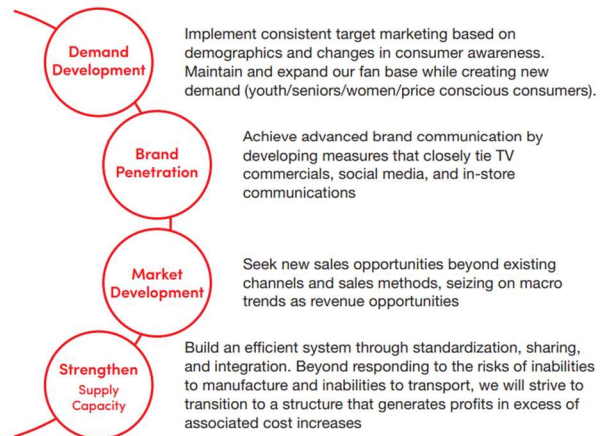 Demand
Development
Implement consistent target marketing based on
demographics and changes in consumer awareness.
Maintain and expand our fan base while creating new
demand (youth/seniors/women/price conscious consumers).
Brand
Penetration
Achieve advanced brand communication by
developing measures that closely tie TV
commercials, social media, and in-store
communications
Market
Development
Seek new sales opportunities beyond existing
channels and sales methods, seizing on macro
trends as revenue opportunities
Strengthen
Supply
Capacity
Build an efficient system through standardization, sharing,
and integration. Beyond responding to the risks of inabilities
to manufacture and inabilities to transport, we will strive to
transition to a structure that generates profits in excess of
associated cost increases